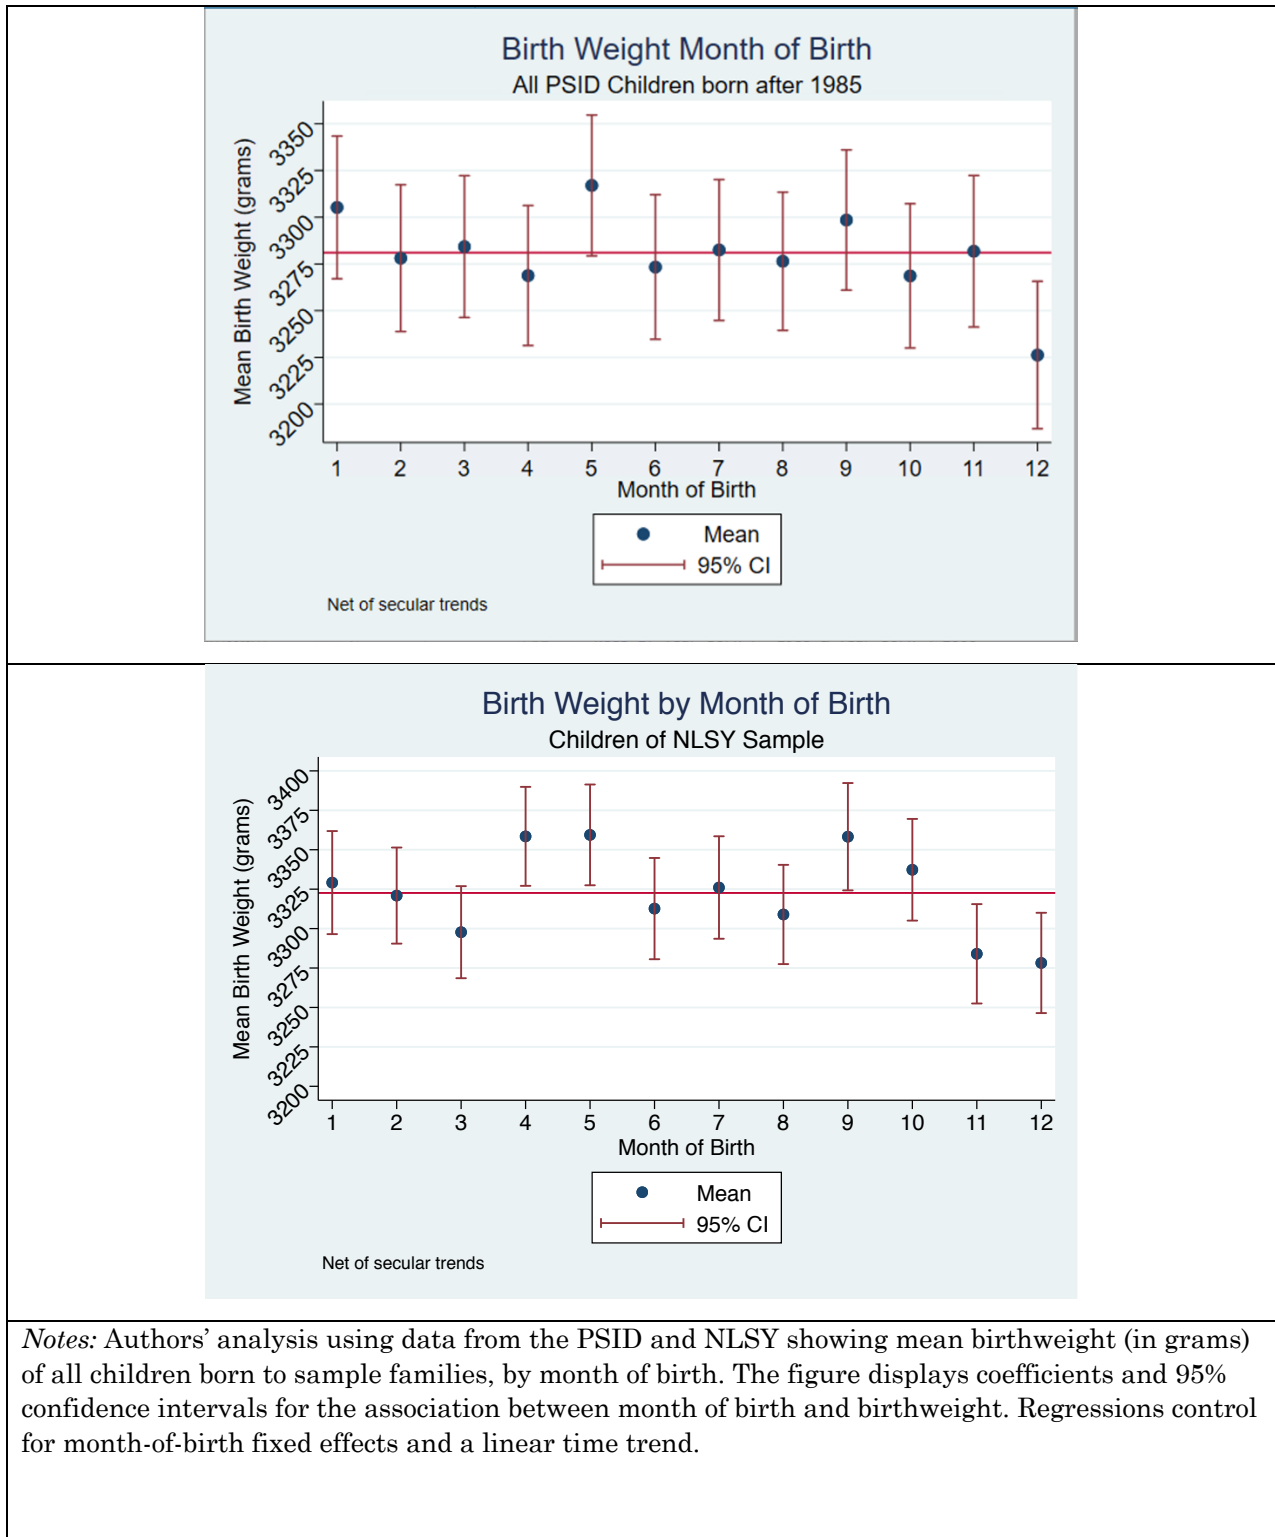 Birth Weight Month of Birth
All PSID Children born after 1985
Mean Birth Weight (grams)
3350
3325
3300
3275
3250
3225
3200
1 2 3 4 5 6 7 8 9 10 11 12
Month of Birth
Mean
95% CI
Net of secular trends
Birth Weight by Month of Birth
Children of NLSY Sample
Mean Birth Weight (grams)
3400
3375
3350
3325
3300
3275
3250
3225
3200
1 2 3 4 5 6 7 8 9 10 11 12
Month of Birth
Mean
95% CI
Net of secular trends
Notes: Authors’ analysis using data from the PSID and NLSY showing mean birthweight (in grams)
of all children born to sample families, by month of birth. The figure displays coefficients and 95%
confidence intervals for the association between month of birth and birthweight. Regressions control
for month-of-birth fixed effects and a linear time trend.